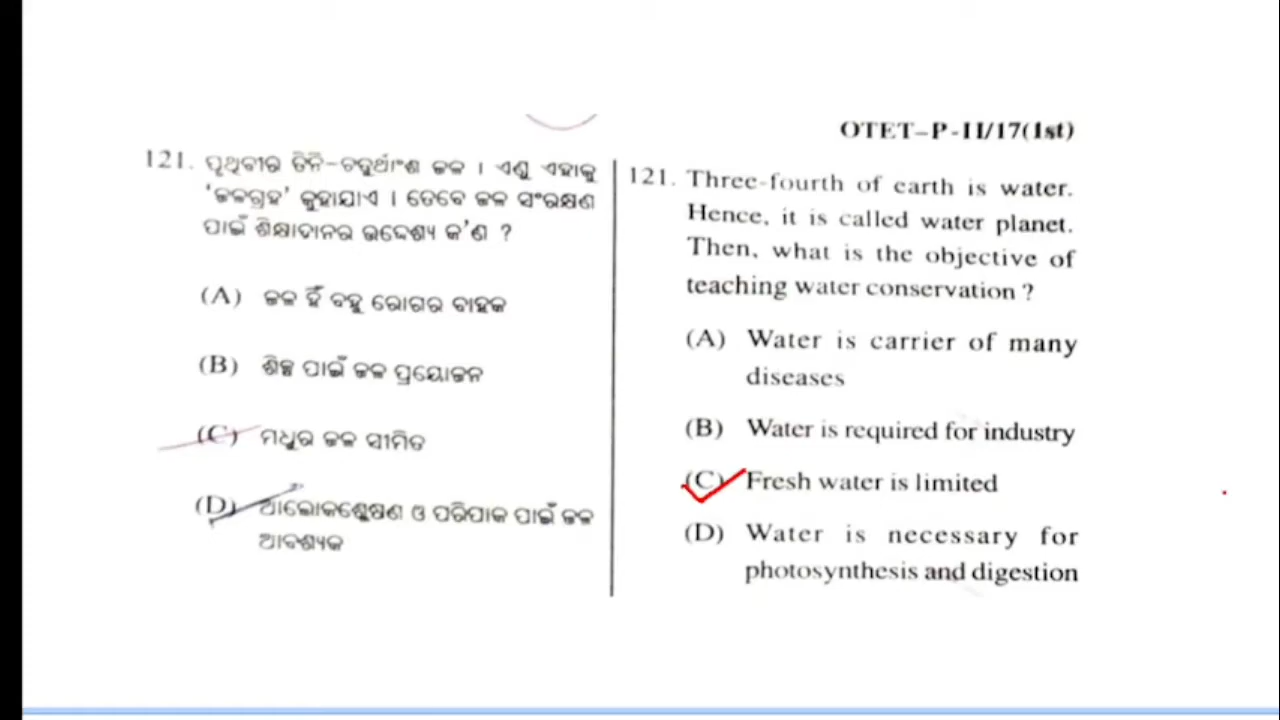 OTET–P-II/17(1st)
121. ପୃଥିବୀର ତିନି-ଚତୁର୍ଥାଂଶ ଜଳ । ଏଣୁ ଏହାକୁ
‘ଜଳଗ୍ରହ’ କୁହାଯାଏ । ତେବେ ଜଳ ସଂରକ୍ଷଣ
ପାଇଁ ଶିକ୍ଷାଦାନର ଉଦ୍ଦେଶ୍ୟ କ’ଣ ?
(A) ଜଳ ହିଁ ବହୁ ରୋଗର ବାହକ
(B) ଶିଳ୍ପ ପାଇଁ ଜଳ ପ୍ରୟୋଜନ
(C) ମଧୁର ଜଳ ସୀମିତ
(D) ଆଲୋକଶ୍ଳେଷଣ ଓ ପରିପାକ ପାଇଁ ଜଳ
ଆବଶ୍ୟକ
121. Three-fourth of earth is water.
Hence, it is called water planet.
Then, what is the objective of
teaching water conservation ?
(A) Water is carrier of many
diseases
(B) Water is required for industry
(C) Fresh water is limited
(D) Water is necessary for
photosynthesis and digestion